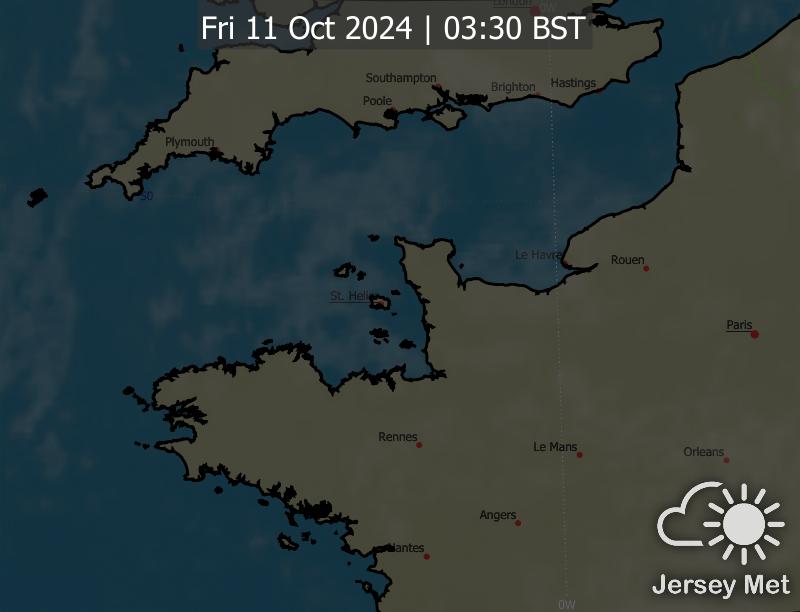 London
0W
Fri 11 Oct 2024 | 03:30 BST
Southampton
Brighton
Hastings
Poole
Plymouth
50
Le Havre
Rouen
St. Helier
Paris
Rennes
Le Mans
Orleans
Angers
Nantes
Jersey Met
0W